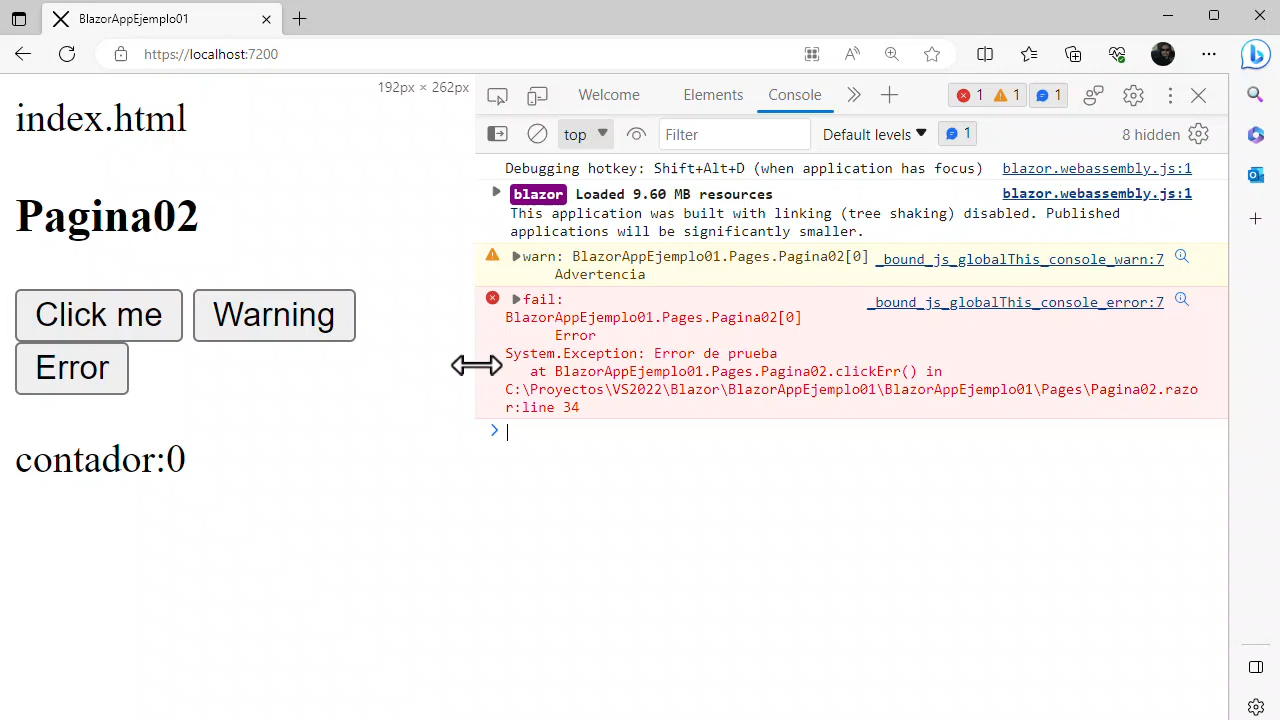 BlazorAppEjemplo01
https://localhost:7200
index.html
192px × 262px
Pagina02
Click me
Warning
Error
contador:0
Welcome
Elements
Console
1
1
1
top
Filter
Default levels
1
8 hidden
Debugging hotkey: Shift+Alt+D (when application has focus) blazor.webassembly.js:1
blazor Loaded 9.60 MB resources blazor.webassembly.js:1
This application was built with linking (tree shaking) disabled. Published
applications will be significantly smaller.
warn: BlazorAppEjemplo01.Pages.Pagina02[0] _bound_js_globalThis_console_warn:7
Advertencia
fail: _bound_js_globalThis_console_error:7
BlazorAppEjemplo01.Pages.Pagina02[0]
Error
System.Exception: Error de prueba
at BlazorAppEjemplo01.Pages.Pagina02.clickErr() in
C:\Proyectos\VS2022\Blazor\BlazorAppEjemplo01\BlazorAppEjemplo01\Pages\Pagina02.razo
r:line 34